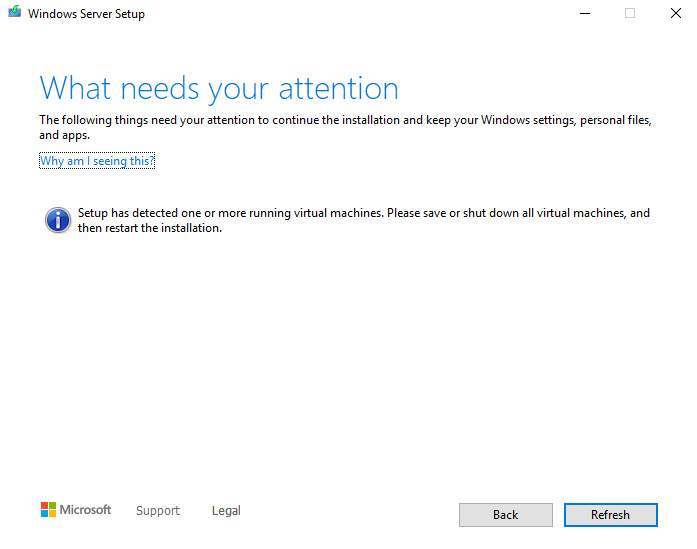 Windows Server Setup
What needs your attention
The following things need your attention to continue the installation and keep your Windows settings, personal files,
and apps.
Why am I seeing this?
Setup has detected one or more running virtual machines. Please save or shut down all virtual machines, and
then restart the installation.
Microsoft Support Legal Back Refresh